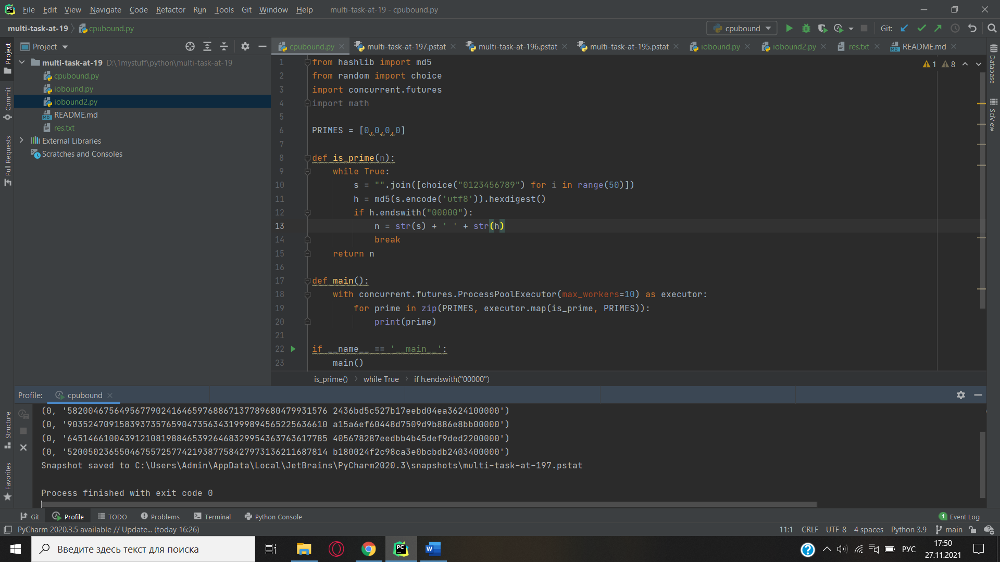 File Edit View Navigate Code Refactor Run Tools Git Window Help multi-task-at-19 - cpubound.py
multi-task-at-19 cpubound.py cpubound Git:
Project
cpubound.py multi-task-at-197.pstat multi-task-at-196.pstat multi-task-at-195.pstat iobound.py iobound2.py res.txt README.md
multi-task-at-19 D:\1mystuff\python\multi-task-at-19
cpubound.py
iobound.py
iobound2.py
README.md
res.txt
External Libraries
Scratches and Consoles
Project
Commit
Pull Requests
Structure
Favorites
Database
SciView
1 8
1 from hashlib import md5
2 from random import choice
3 import concurrent.futures
4 import math
5
6 PRIMES = [0,0,0,0]
7
8 def is_prime(n):
9 while True:
10 s = "".join([choice("0123456789") for i in range(50)])
11 h = md5(s.encode('utf8')).hexdigest()
12 if h.endswith("00000"):
13 n = str(s) + ' ' + str(h)
14 break
15 return n
16
17 def main():
18 with concurrent.futures.ProcessPoolExecutor(max_workers=10) as executor:
19 for prime in zip(PRIMES, executor.map(is_prime, PRIMES)):
20 print(prime)
21
22 if __name__ == '__main__':
23 main()
is_prime() while True if h.endswith("00000")
Profile: cpubound
(0, '58200467564956779024164659768867137789680479931576 2436bd5c527b17eebd04ea3624100000')
(0, '90352470915839373576590473563431999894565225636610 a15a6ef60448d7509d9b886e8bb00000')
(0, '64514661004391210819884653926468329954363763617785 405678287eedbb4b45def9ded2200000')
(0, '52005023655046755725774219387758427973136211687814 b180024f2c98ca3e0bcbdb2403400000')
Snapshot saved to C:\Users\Admin\AppData\Local\JetBrains\PyCharm2020.3\snapshots\multi-task-at-197.pstat
Process finished with exit code 0
Git Profile TODO Problems Terminal Python Console 1 Event Log
PyCharm 2020.3.5 available // Update... (today 16:26) 11:1 CRLF UTF-8 4 spaces Python 3.9 main
Введите здесь текст для поиска РУС 17:50
27.11.2021